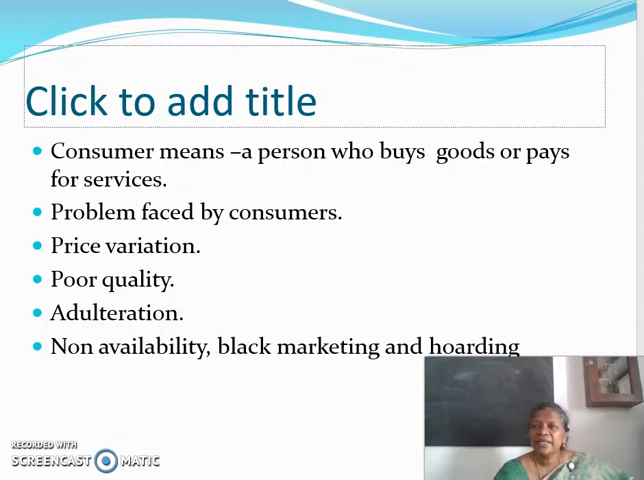 Click to add title
Consumer means –a person who buys goods or pays
for services.
Problem faced by consumers.
Price variation.
Poor quality.
Adulteration.
Non availability, black marketing and hoarding
RECORDED WITH
SCREENCAST MATIC